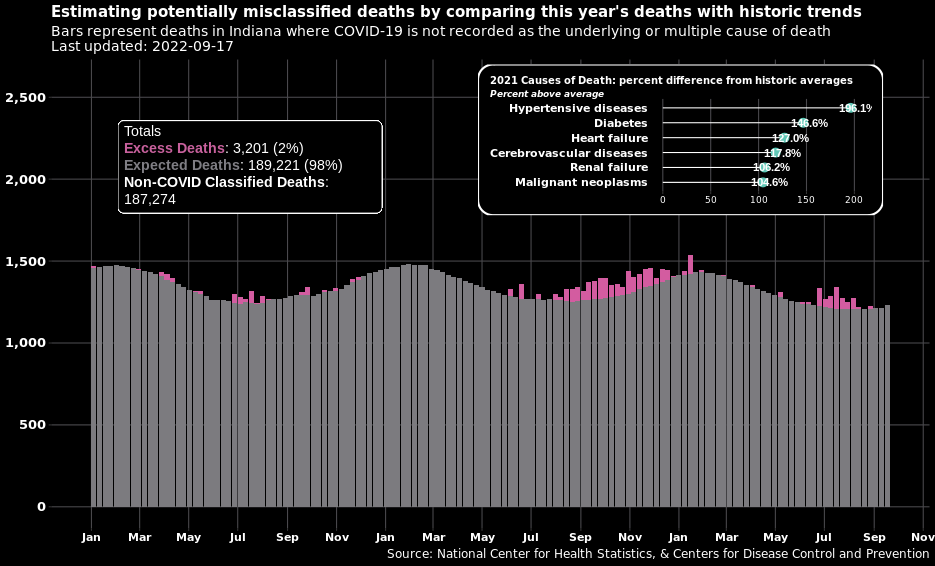 Estimating potentially misclassified deaths by comparing this year's deaths with historic trends
Bars represent deaths in Indiana where COVID-19 is not recorded as the underlying or multiple cause of death
Last updated: 2022-09-17
2021 Causes of Death: percent difference from historic averages
Percent above average
Hypertensive diseases 196.1%
Diabetes 146.6%
Heart failure 127.0%
Cerebrovascular diseases 117.8%
Renal failure 106.2%
Malignant neoplasms 104.6%
0 50 100 150 200
Totals
Excess Deaths: 3,201 (2%)
Expected Deaths: 189,221 (98%)
Non-COVID Classified Deaths:
187,274
2,500
2,000
1,500
1,000
500
0
Jan Mar May Jul Sep Nov Jan Mar May Jul Sep Nov Jan Mar May Jul Sep Nov
Source: National Center for Health Statistics, & Centers for Disease Control and Prevention